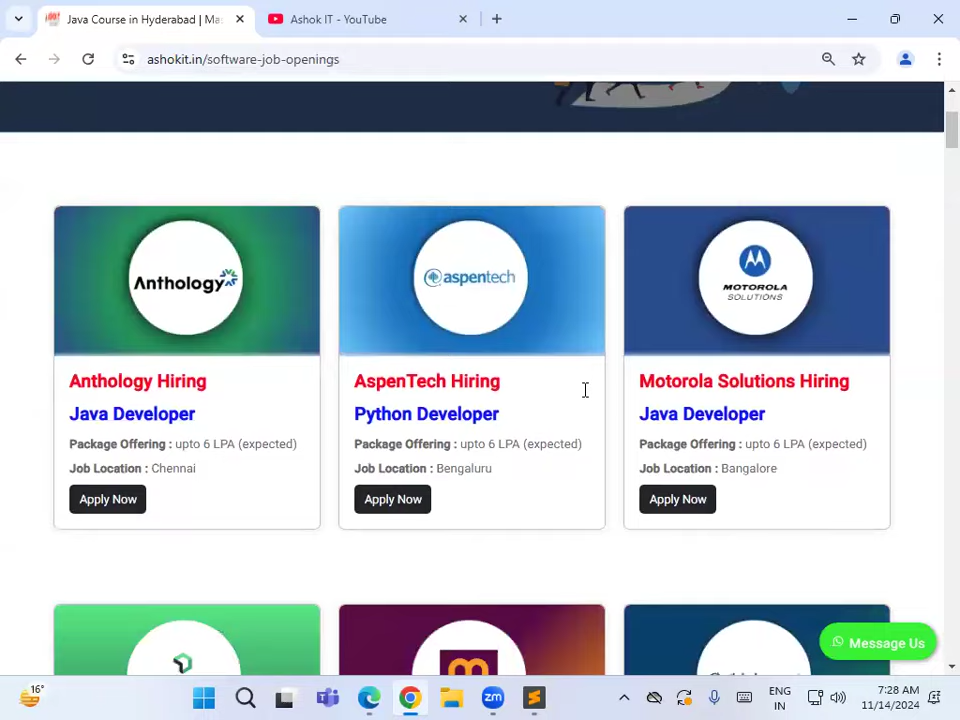 Java Course in Hyderabad | Ma
Ashok IT - YouTube
ashokit.in/software-job-openings
Anthology
aspentech
MOTOROLA
SOLUTIONS
Anthology Hiring
Java Developer
Package Offering : upto 6 LPA (expected)
Job Location : Chennai
Apply Now
AspenTech Hiring
Python Developer
Package Offering : upto 6 LPA (expected)
Job Location : Bengaluru
Apply Now
Motorola Solutions Hiring
Java Developer
Package Offering : upto 6 LPA (expected)
Job Location : Bangalore
Apply Now
Message Us
16°
zm
ENG
IN
7:28 AM
11/14/2024